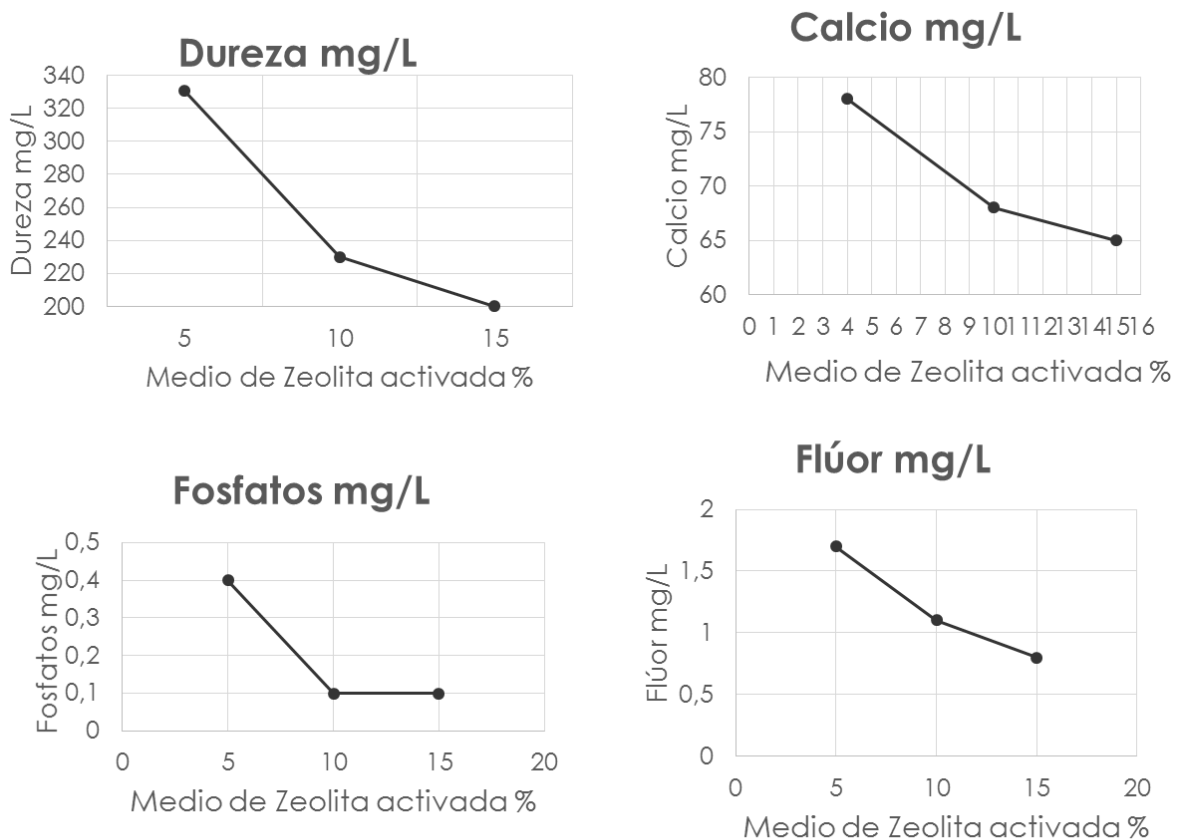 Dureza mg/L
Dureza mg/L
340
320
300
280
260
240
220
200
5 10 15
Medio de Zeolita activada %
Calcio mg/L
Calcio mg/L
80
75
70
65
60
0 1 2 3 4 5 6 7 8 9 10 11 12 13 14 15 16
Medio de Zeolita activada %
Fosfatos mg/L
Fosfatos mg/L
0,5
0,4
0,3
0,2
0,1
0
0 5 10 15 20
Medio de Zeolita activada %
Flúor mg/L
Flúor mg/L
2
1,5
1
0,5
0
0 5 10 15 20
Medio de Zeolita activada %